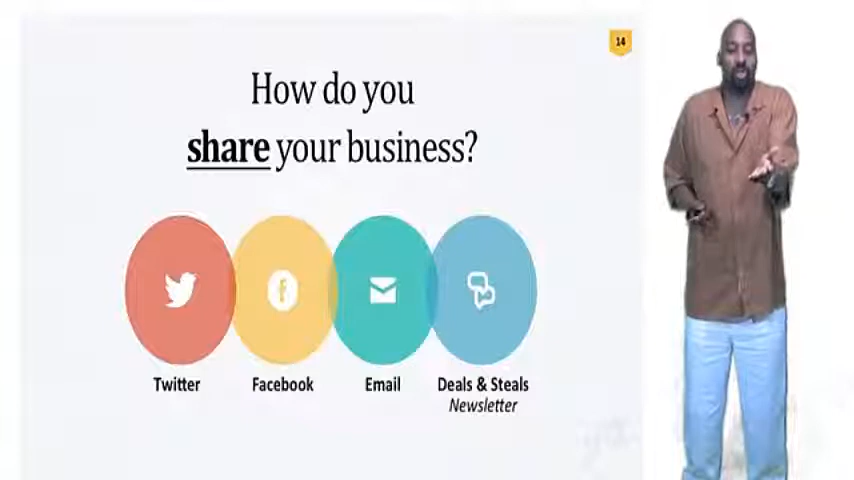 14
How do you
share your business?
Twitter
Facebook
Email
Deals & Steals
Newsletter